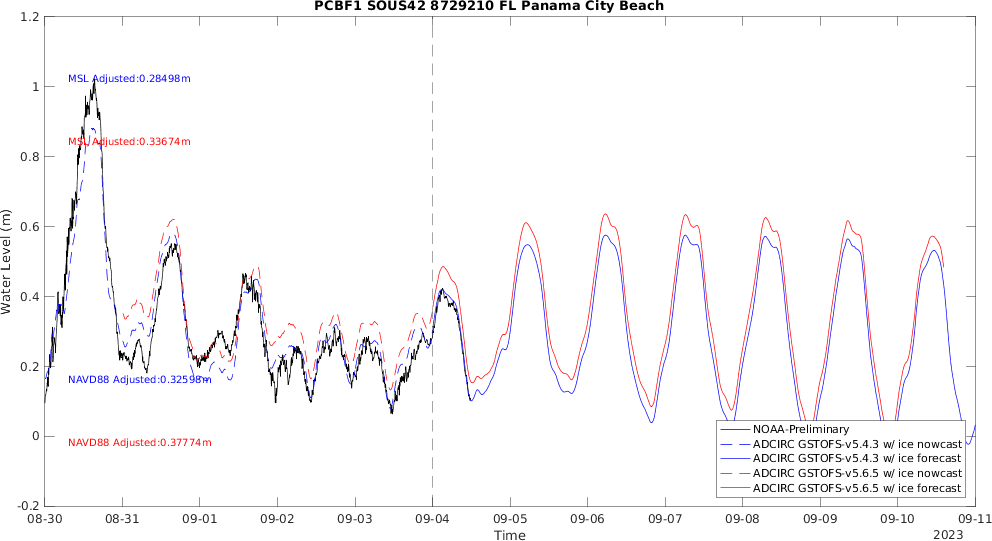 PCBF1 SOUS42 8729210 FL Panama City Beach
Water Level (m)
1.2
1
0.8
0.6
0.4
0.2
0
-0.2
MSL Adjusted:0.28498m
MSL Adjusted:0.33674m
NAVD88 Adjusted:0.32598m
NAVD88 Adjusted:0.37774m
NOAA-Preliminary
ADCIRC GSTOFS-v5.4.3 w/ ice nowcast
ADCIRC GSTOFS-v5.4.3 w/ ice forecast
ADCIRC GSTOFS-v5.6.5 w/ ice nowcast
ADCIRC GSTOFS-v5.6.5 w/ ice forecast
08-30 08-31 09-01 09-02 09-03 09-04 09-05 09-06 09-07 09-08 09-09 09-10 09-11
Time
2023